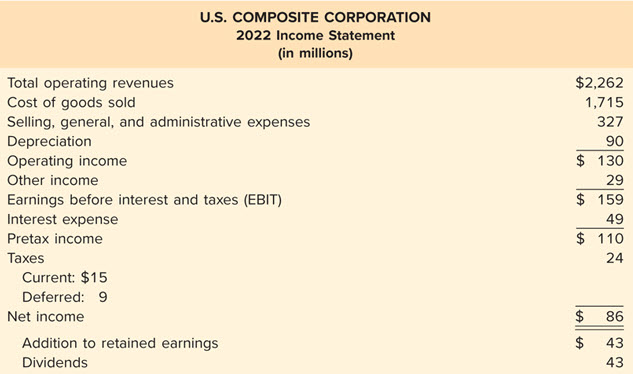 U.S. COMPOSITE CORPORATION
2022 Income Statement
(in millions)
Total operating revenues $2,262
Cost of goods sold 1,715
Selling, general, and administrative expenses 327
Depreciation 90
Operating income $ 130
Other income 29
Earnings before interest and taxes (EBIT) $ 159
Interest expense 49
Pretax income $ 110
Taxes 24
Current: $15
Deferred: 9
Net income $ 86
Addition to retained earnings $ 43
Dividends 43